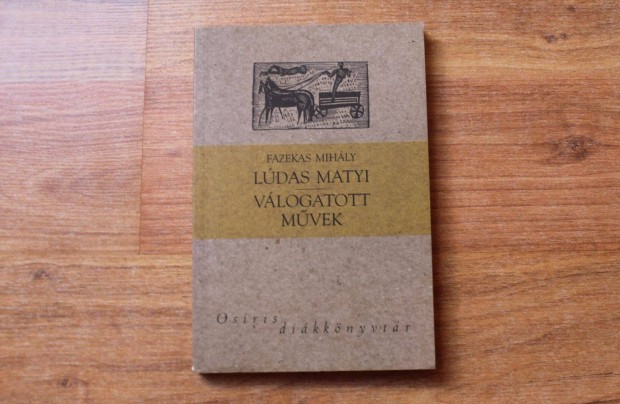 FAZEKAS MIHÁLY
LÚDAS MATYI
VÁLOGATOTT
MŰVEK
Osiris
diákkönyvtár